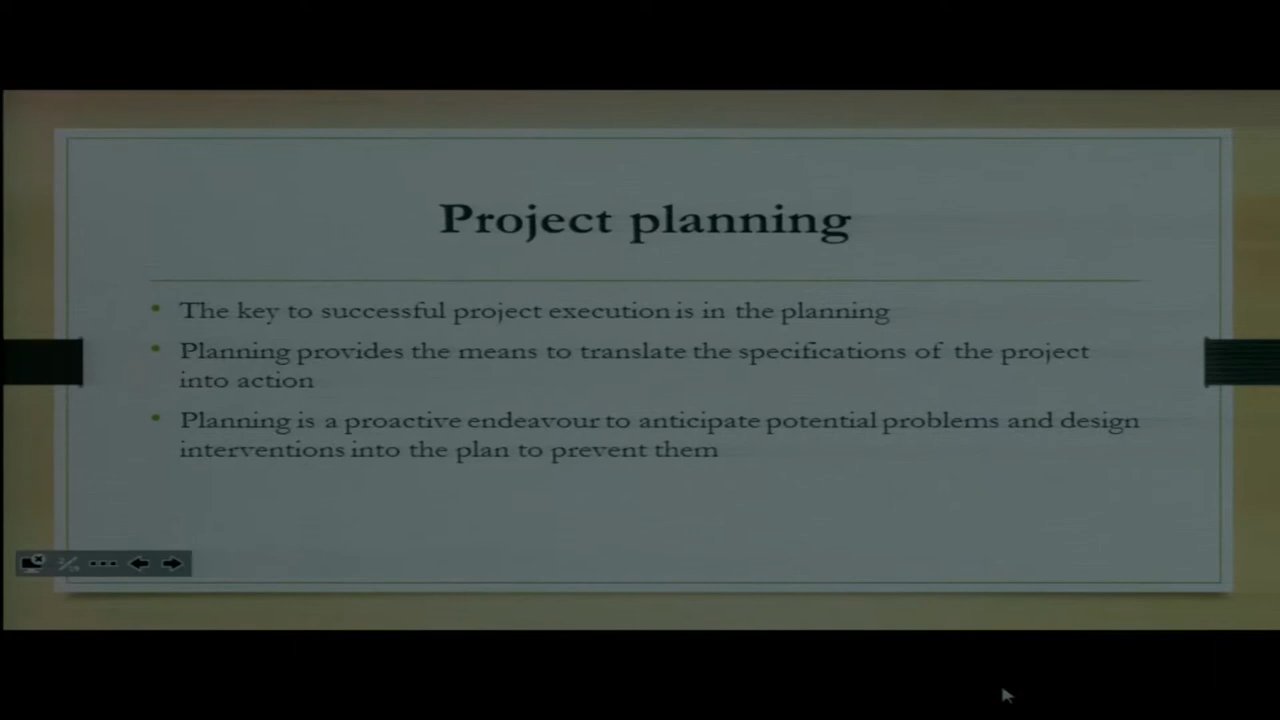 Project planning
• The key to successful project execution is in the planning
• Planning provides the means to translate the specifications of the project
into action
• Planning is a proactive endeavour to anticipate potential problems and design
interventions into the plan to prevent them